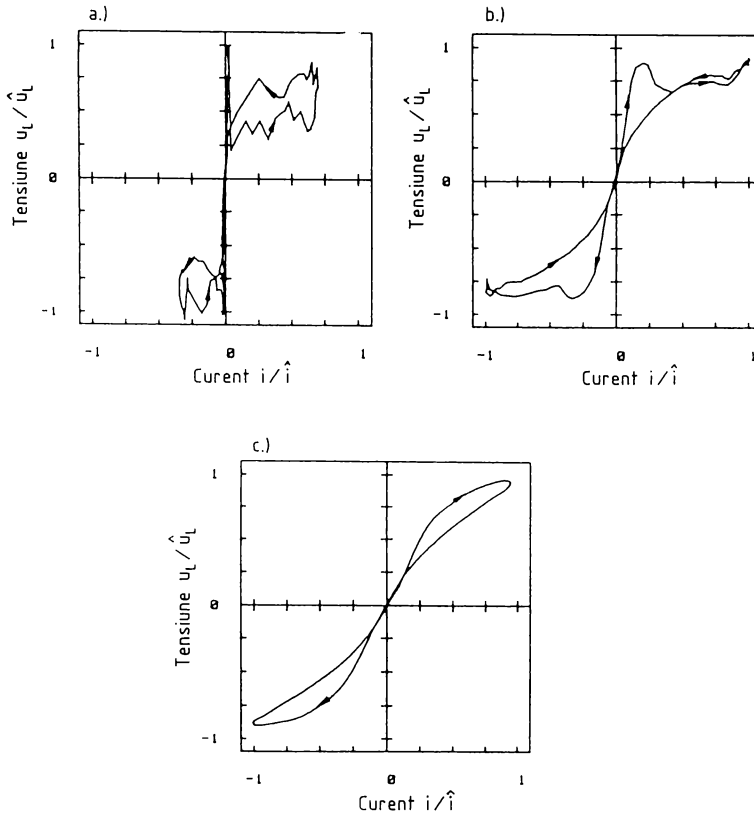 a.)
Tensiune u_L / û_L
1
0
-1
-1 0 1
Curent i/î
b.)
Tensiune u_L / û_L
1
0
-1
-1 0 1
Curent i/î
c.)
Tensiune u_L / û_L
1
0
-1
-1 0 1
Curent i/î